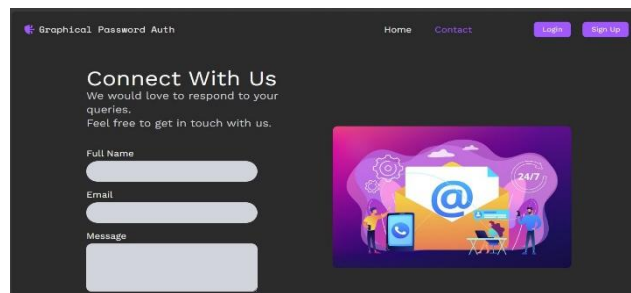 Graphical Password Auth
Home
Contact
Login
Sign Up
Connect With Us
We would love to respond to your
queries.
Feel free to get in touch with us.
Full Name
Email
Message
@
24/7